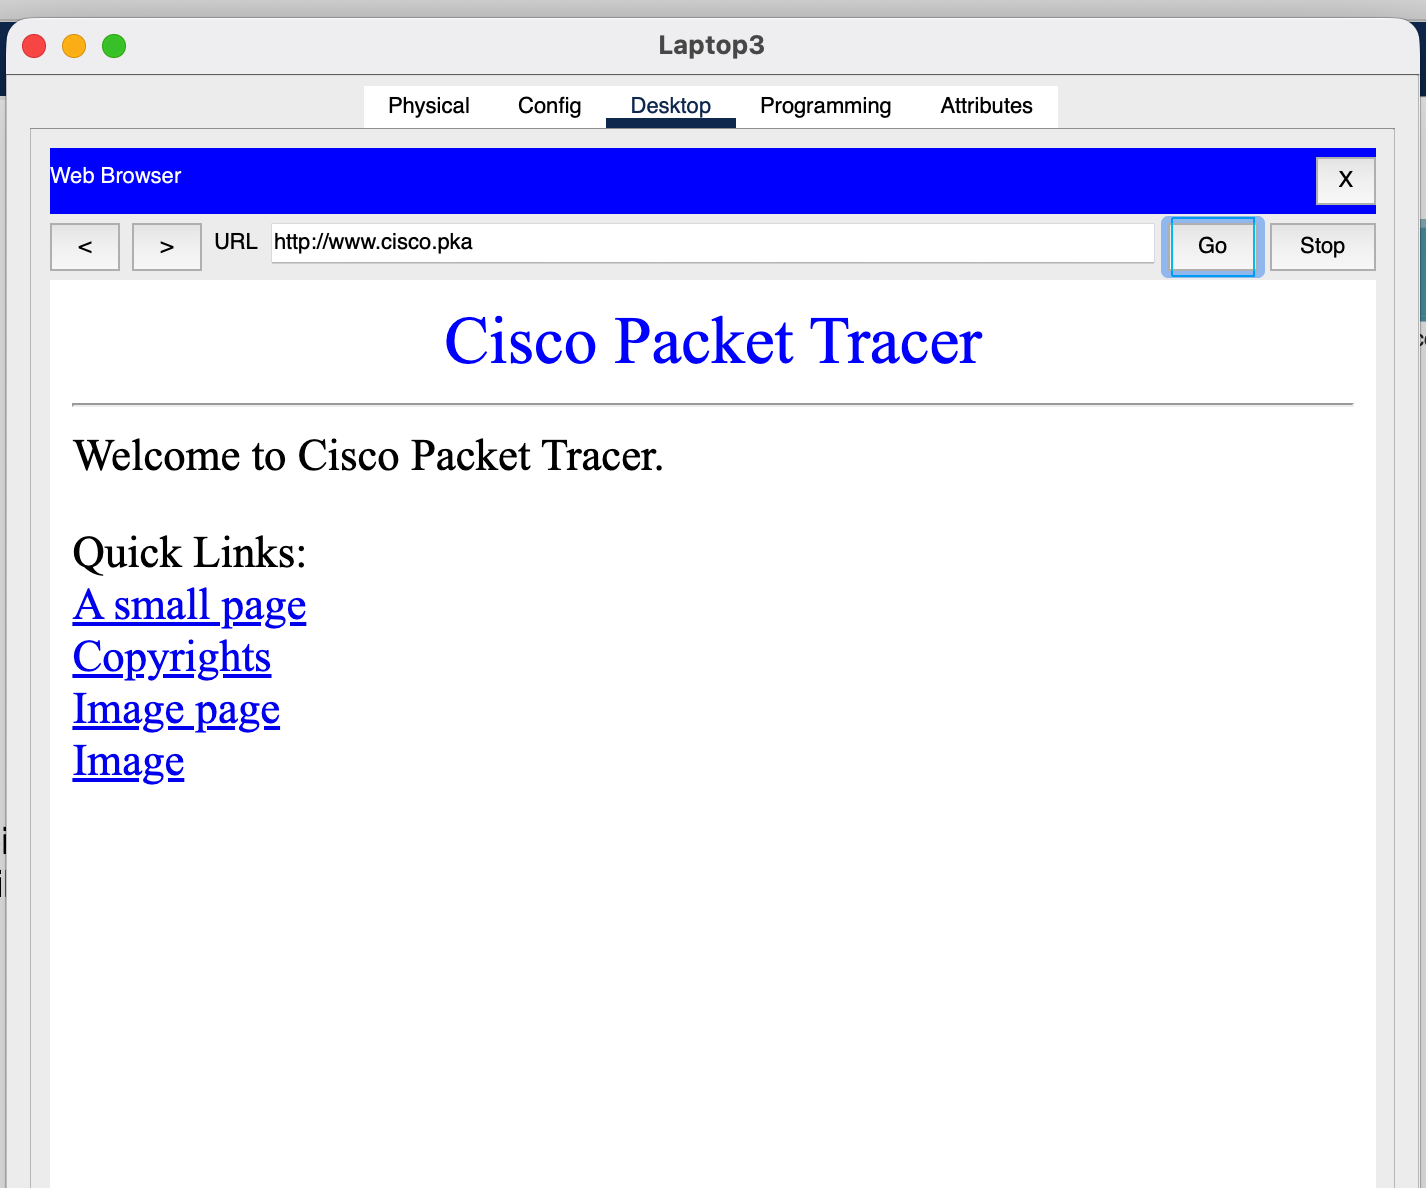 Laptop3
Physical Config Desktop Programming Attributes
Web Browser X
< > URL http://www.cisco.pka Go Stop
Cisco Packet Tracer
Welcome to Cisco Packet Tracer.
Quick Links:
A small page
Copyrights
Image page
Image